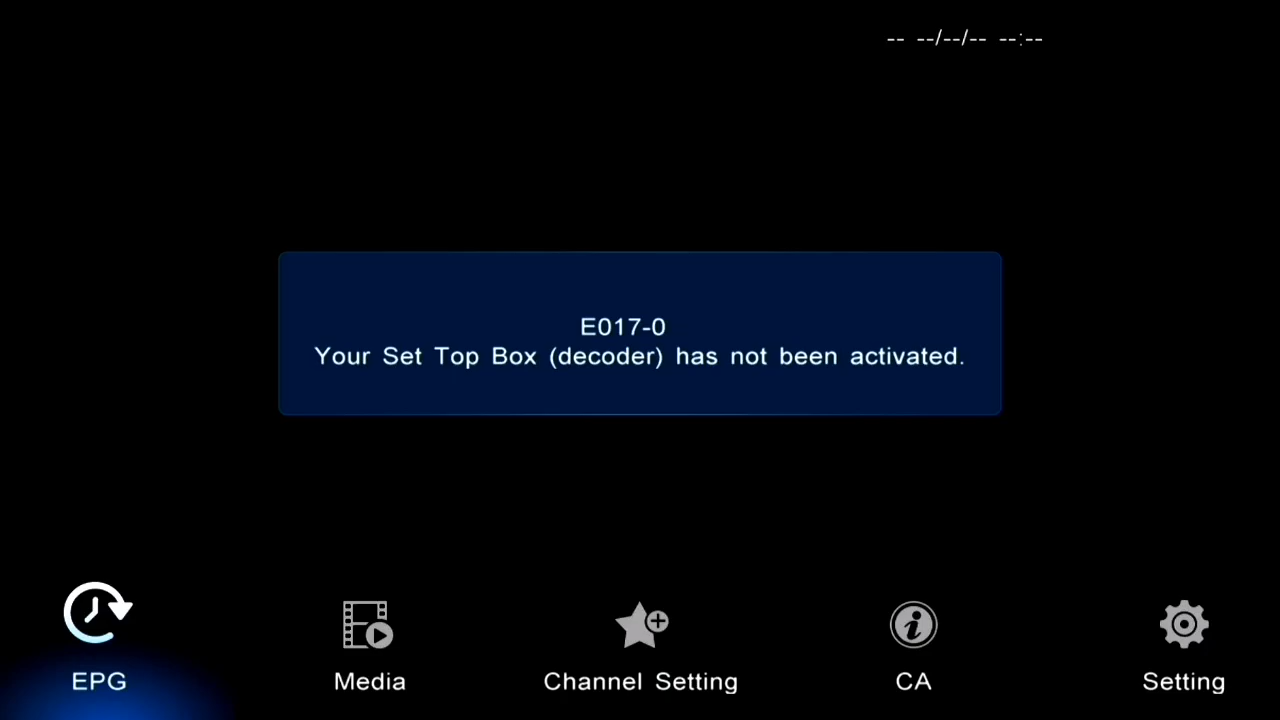 -- --/--/-- --:--
E017-0
Your Set Top Box (decoder) has not been activated.
EPG
Media
Channel Setting
CA
Setting